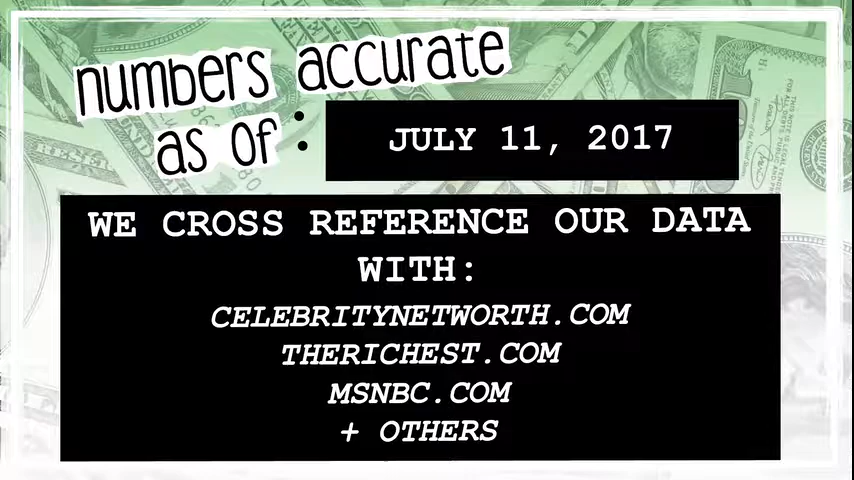 numbers accurate
as of: JULY 11, 2017
WE CROSS REFERENCE OUR DATA
WITH:
CELEBRITYNETWORTH.COM
THERICHEST.COM
MSNBC.COM
+ OTHERS